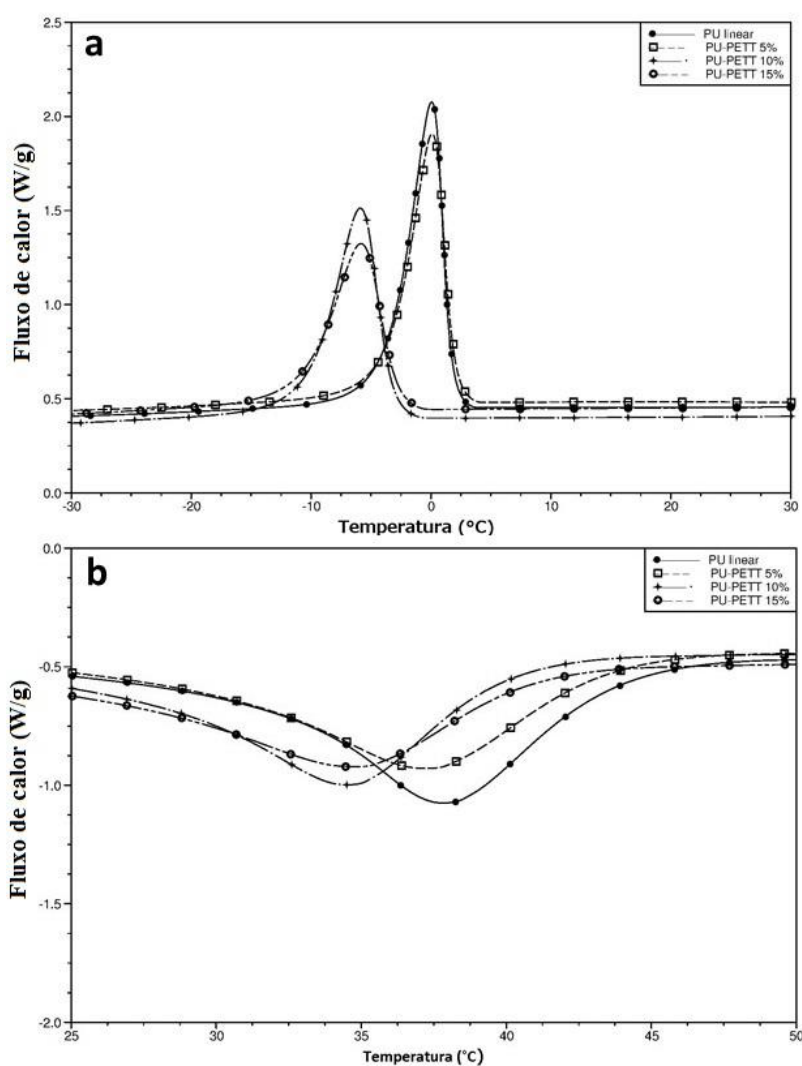 a
2.5
2.0
1.5
1.0
0.5
0.0
Fluxo de calor (W/g)
PU linear
PU-PETT 5%
PU-PETT 10%
PU-PETT 15%
-30
-20
-10
0
10
20
30
Temperatura (°C)
b
0.0
-0.5
-1.0
-1.5
-2.0
Fluxo de calor (W/g)
PU linear
PU-PETT 5%
PU-PETT 10%
PU-PETT 15%
25
30
35
40
45
50
Temperatura (°C)